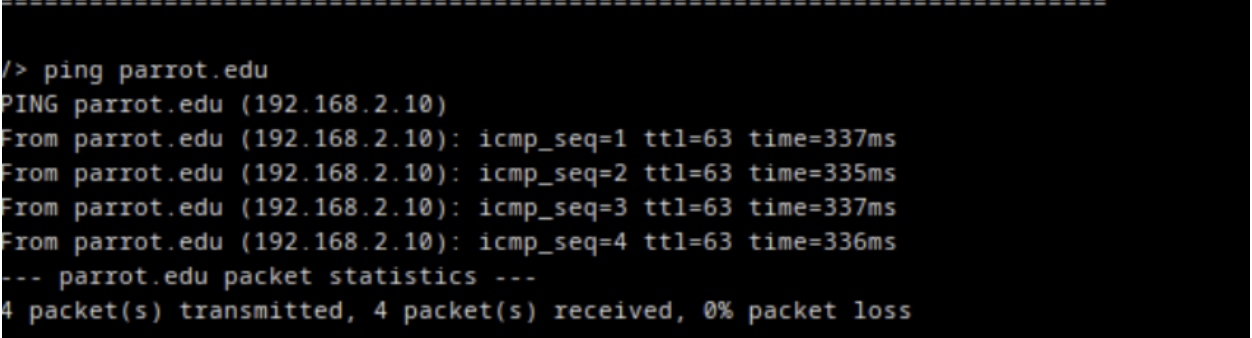 =========================================================================
/> ping parrot.edu
PING parrot.edu (192.168.2.10)
From parrot.edu (192.168.2.10): icmp_seq=1 ttl=63 time=337ms
From parrot.edu (192.168.2.10): icmp_seq=2 ttl=63 time=335ms
From parrot.edu (192.168.2.10): icmp_seq=3 ttl=63 time=337ms
From parrot.edu (192.168.2.10): icmp_seq=4 ttl=63 time=336ms
--- parrot.edu packet statistics ---
4 packet(s) transmitted, 4 packet(s) received, 0% packet loss